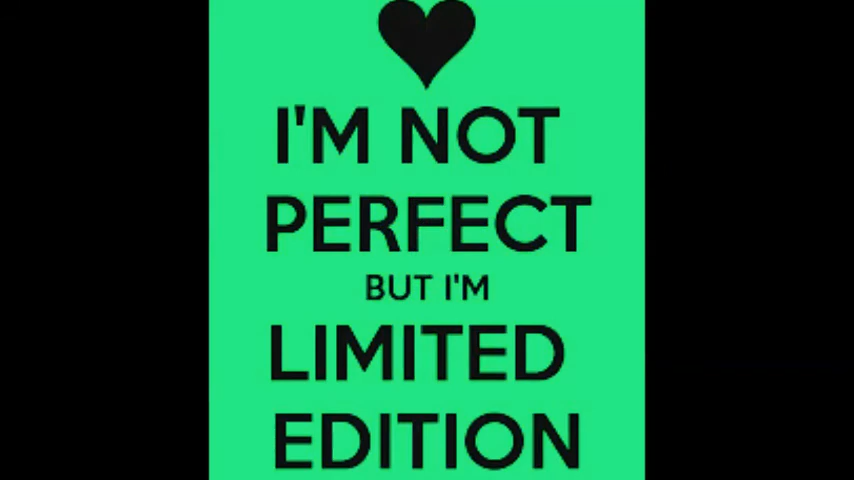 I'M NOT
PERFECT
BUT I'M
LIMITED
EDITION